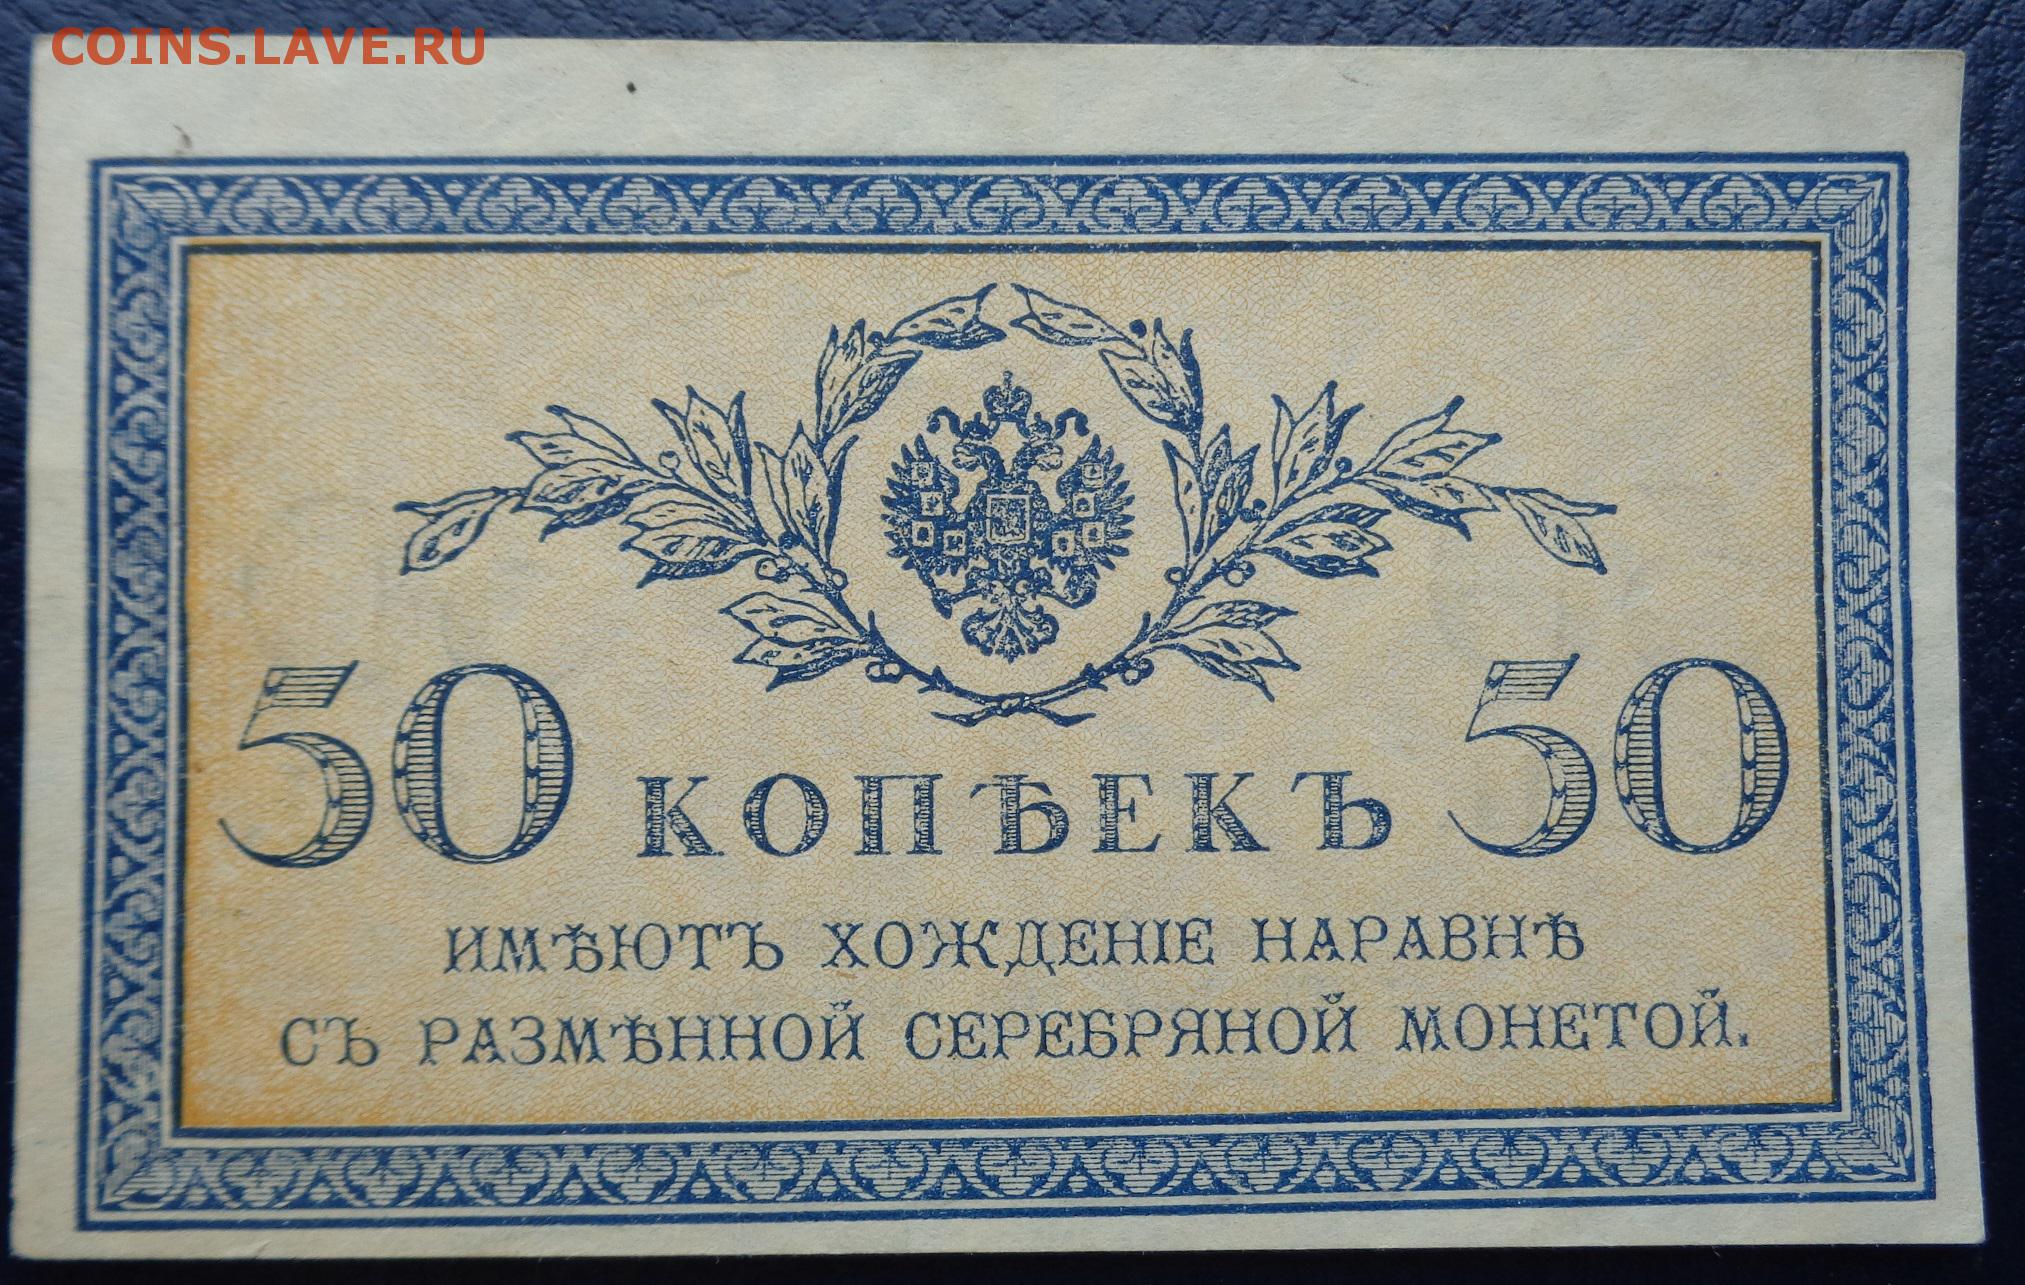 COINS.LAVE.RU
50 КОПѢЕКЪ 50
ИМѢЮТЪ ХОЖДЕНІЕ НАРАВНѢ
СЪ РАЗМѢННОЙ СЕРЕБРЯНОЙ МОНЕТОЙ.